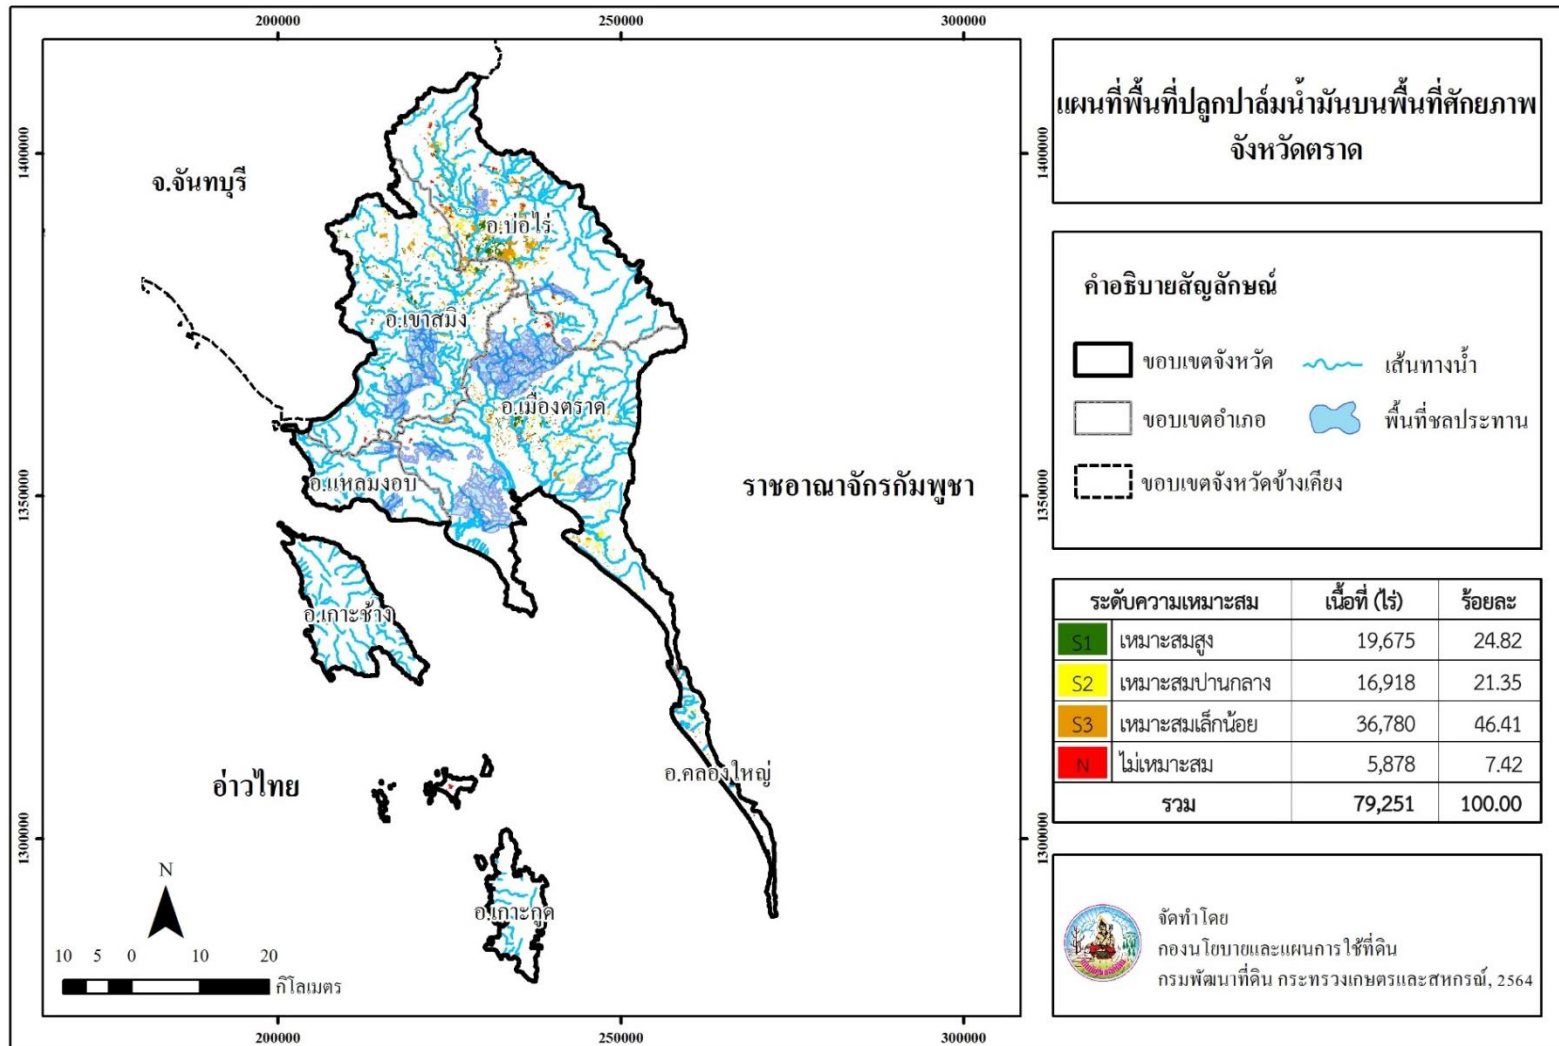 200000
250000
300000
1400000
1350000
1300000
1400000
1350000
1300000
200000
250000
300000
จ.จันทบุรี
อ.บ่อไร่
อ.เขาสมิง
อ.เมืองตราด
อ.แหลมงอบ
ราชอาณาจักรกัมพูชา
อ.เกาะช้าง
อ่าวไทย
อ.คลองใหญ่
อ.เกาะกูด
N
10 5 0 10 20
กิโลเมตร
แผนที่พื้นที่ปลูกปาล์มน้ำมันบนพื้นที่ศักยภาพ
จังหวัดตราด
คำอธิบายสัญลักษณ์
ขอบเขตจังหวัด เส้นทางน้ำ
ขอบเขตอำเภอ พื้นที่ชลประทาน
ขอบเขตจังหวัดข้างเคียง
ระดับความเหมาะสม เนื้อที่ (ไร่) ร้อยละ
S1 เหมาะสมสูง 19,675 24.82
S2 เหมาะสมปานกลาง 16,918 21.35
S3 เหมาะสมเล็กน้อย 36,780 46.41
N ไม่เหมาะสม 5,878 7.42
รวม 79,251 100.00
จัดทำโดย
กองนโยบายและแผนการใช้ที่ดิน
กรมพัฒนาที่ดิน กระทรวงเกษตรและสหกรณ์, 2564